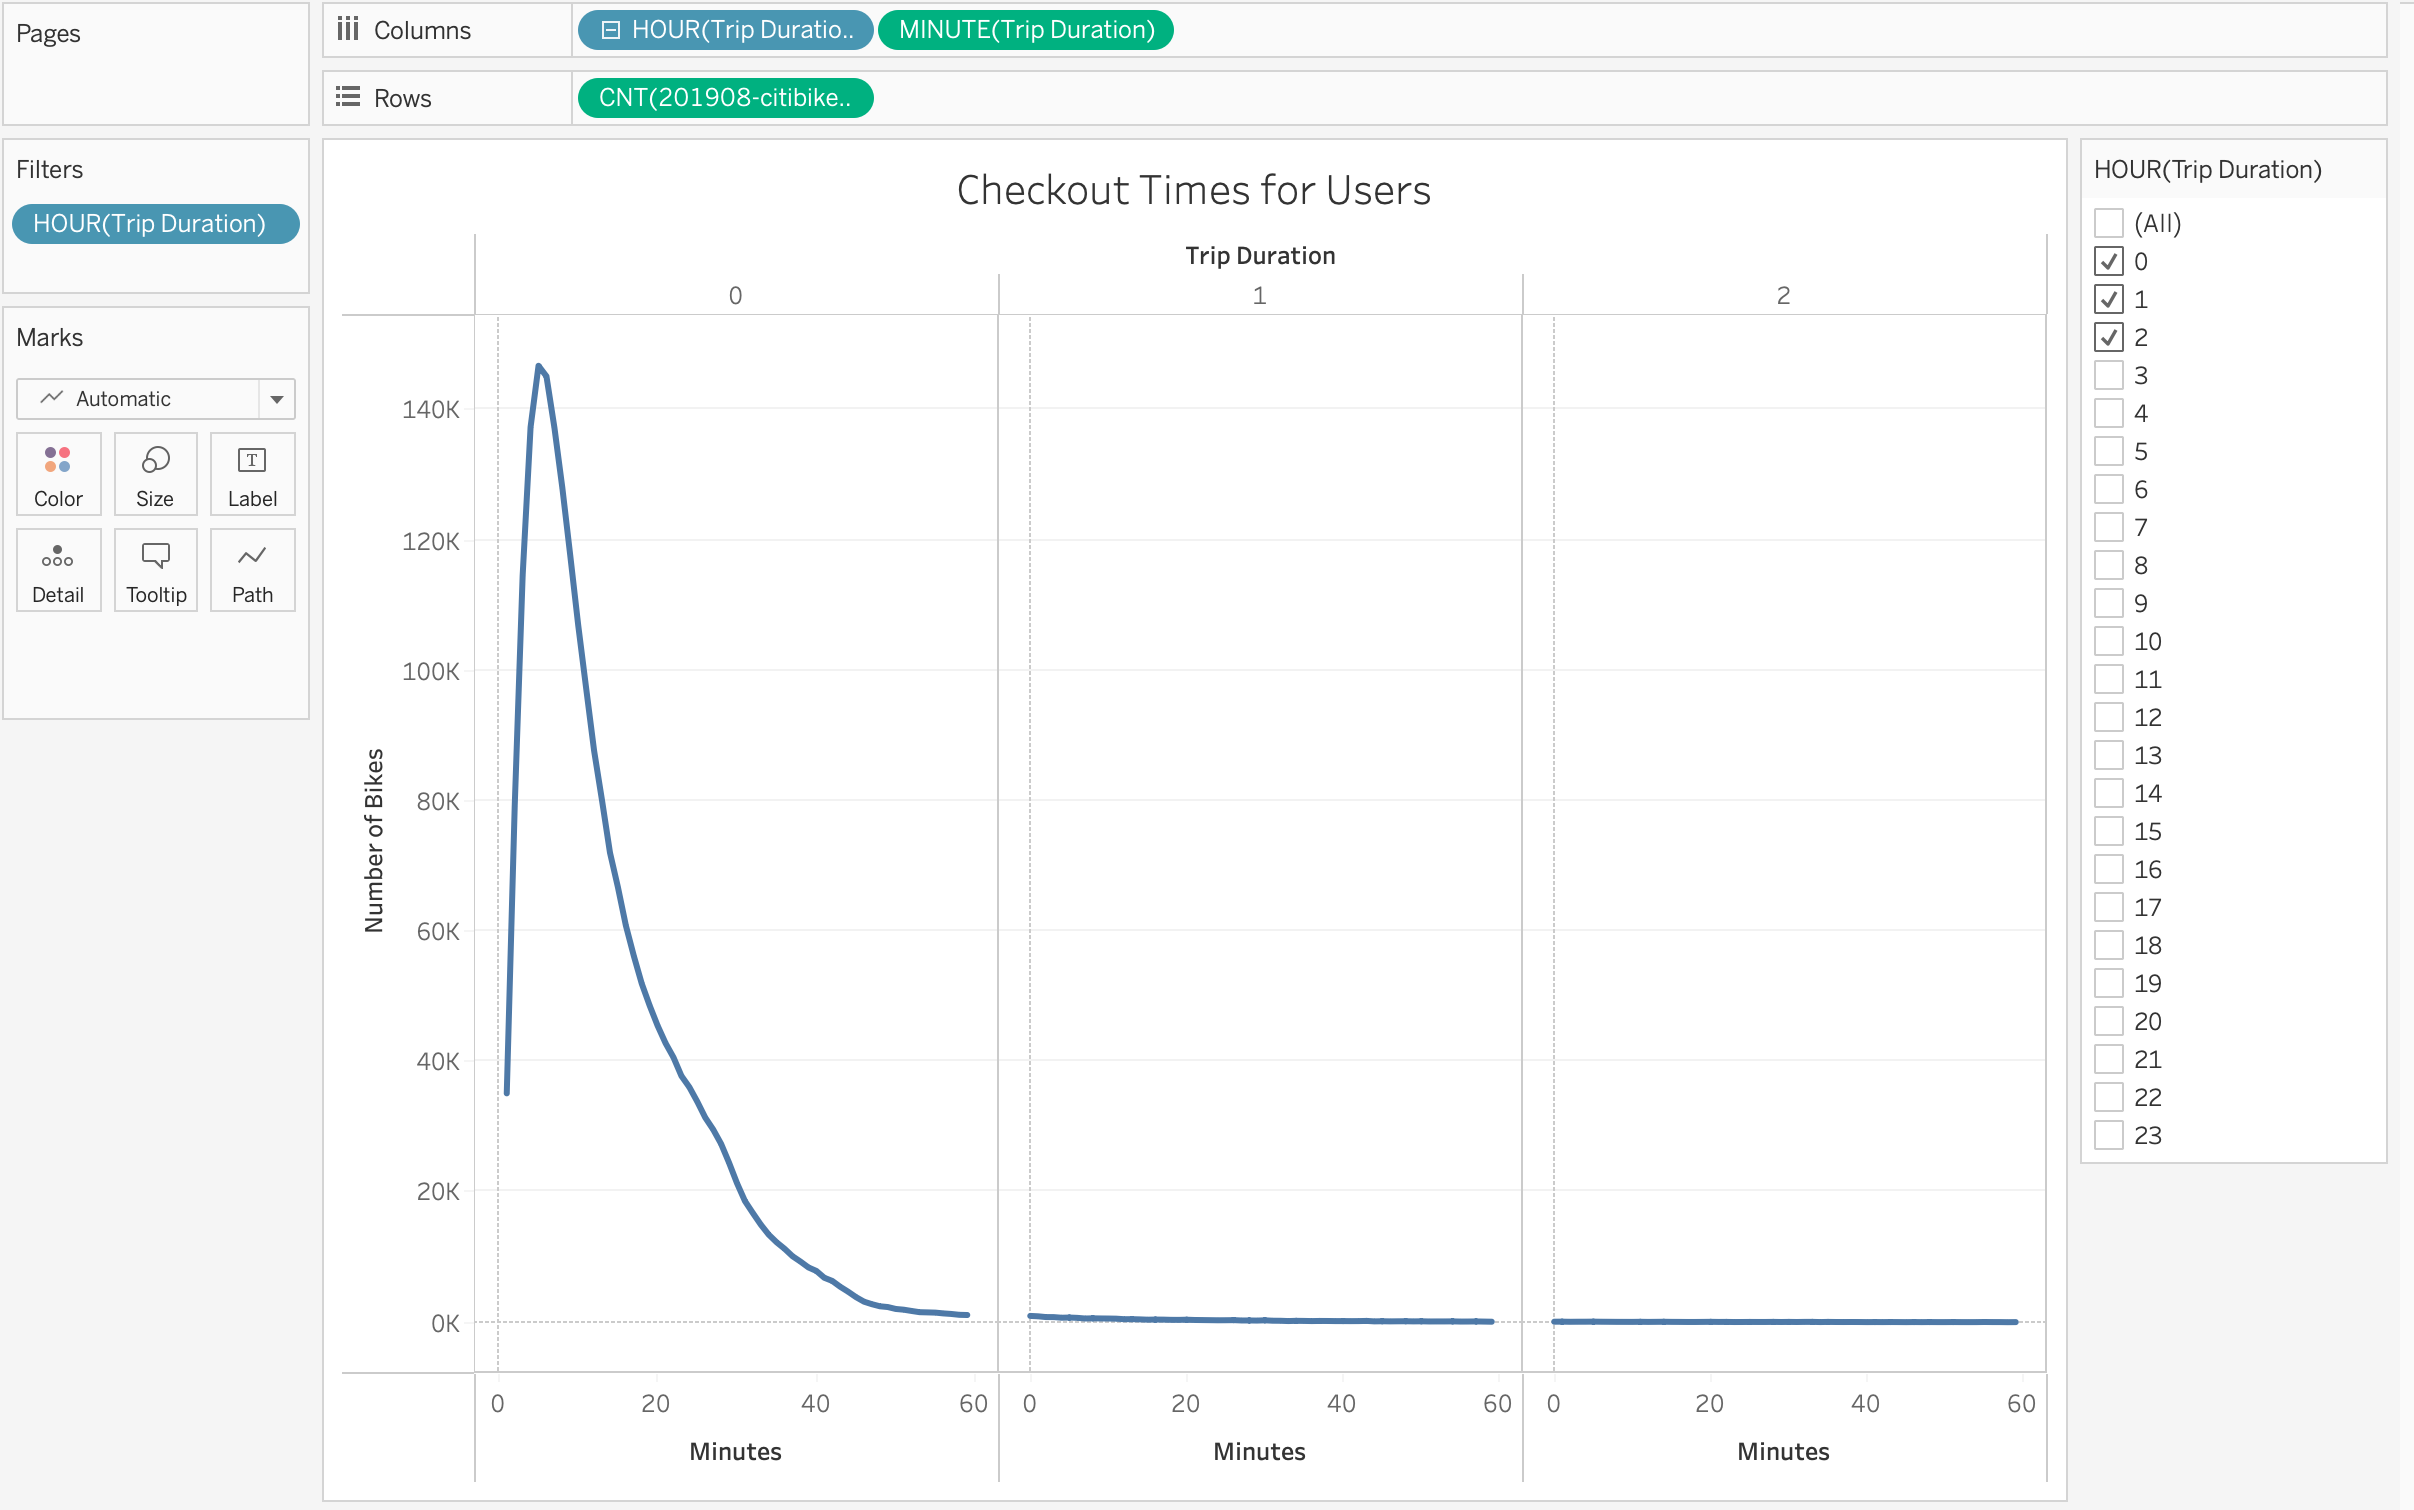 Pages
Columns
HOUR(Trip Duratio..
MINUTE(Trip Duration)
Rows
CNT(201908-citibike..
Filters
HOUR(Trip Duration)
Marks
Automatic
Color
Size
T
Label
Detail
Tooltip
Path
Checkout Times for Users
Trip Duration
0
1
2
Number of Bikes
140K
120K
100K
80K
60K
40K
20K
0K
0 20 40 60
0 20 40 60
0 20 40 60
Minutes
Minutes
Minutes
HOUR(Trip Duration)
(All)
0
1
2
3
4
5
6
7
8
9
10
11
12
13
14
15
16
17
18
19
20
21
22
23